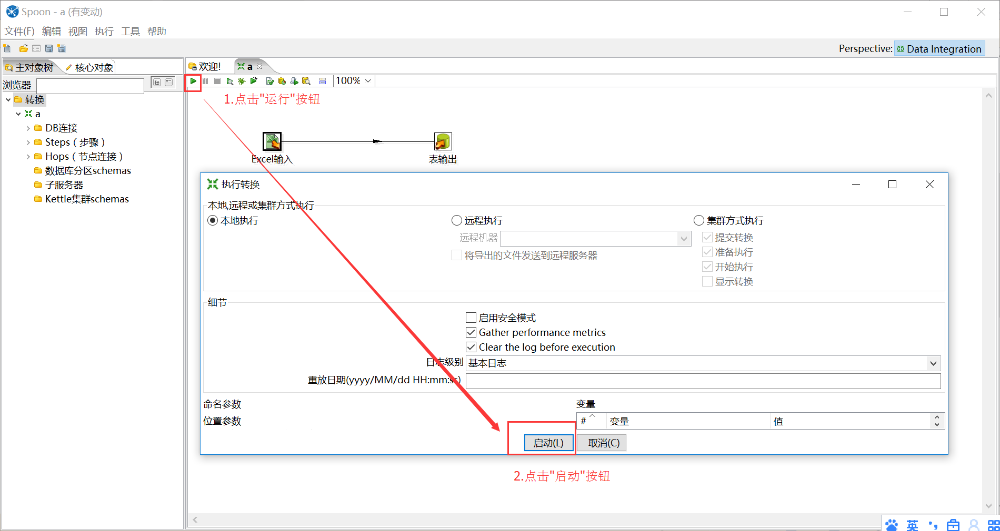 Spoon - a (有变动)
文件(F) 编辑 视图 执行 工具 帮助
Perspective: Data Integration
主对象树 核心对象
欢迎! a
浏览器
100%
1.点击"运行"按钮
转换
a
DB连接
Steps ( 步骤 )
Hops ( 节点连接 )
数据库分区schemas
子服务器
Kettle集群schemas
Excel输入
表输出
执行转换
本地,远程或集群方式执行
本地执行
远程执行
集群方式执行
远程机器
提交转换
将导出的文件发送到远程服务器
准备执行
开始执行
显示转换
细节
启用安全模式
Gather performance metrics
Clear the log before execution
日志级别 基本日志
重放日期(yyyy/MM/dd HH:mm:ss)
命名参数
变量
位置参数
# 变量 值
启动(L) 取消(C)
2.点击"启动"按钮
英